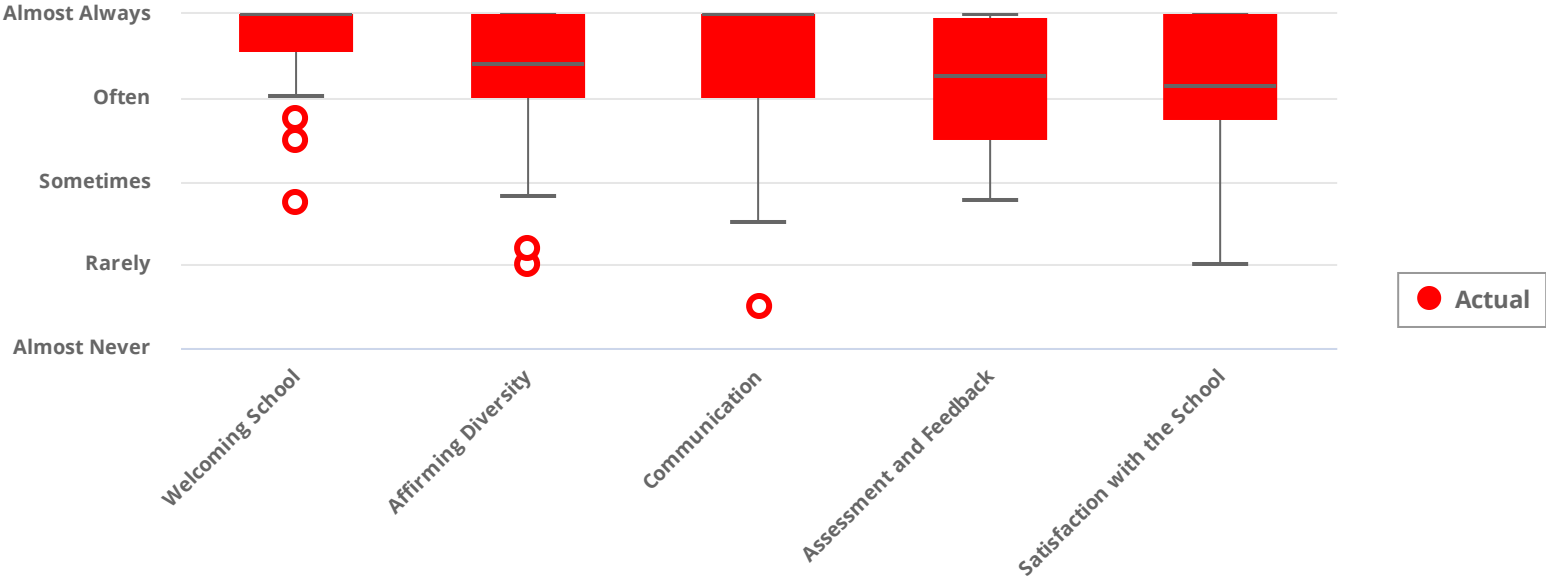 Almost Always
Often
Sometimes
Rarely
Almost Never
Actual
Welcoming School
Affirming Diversity
Communication
Assessment and Feedback
Satisfaction with the School